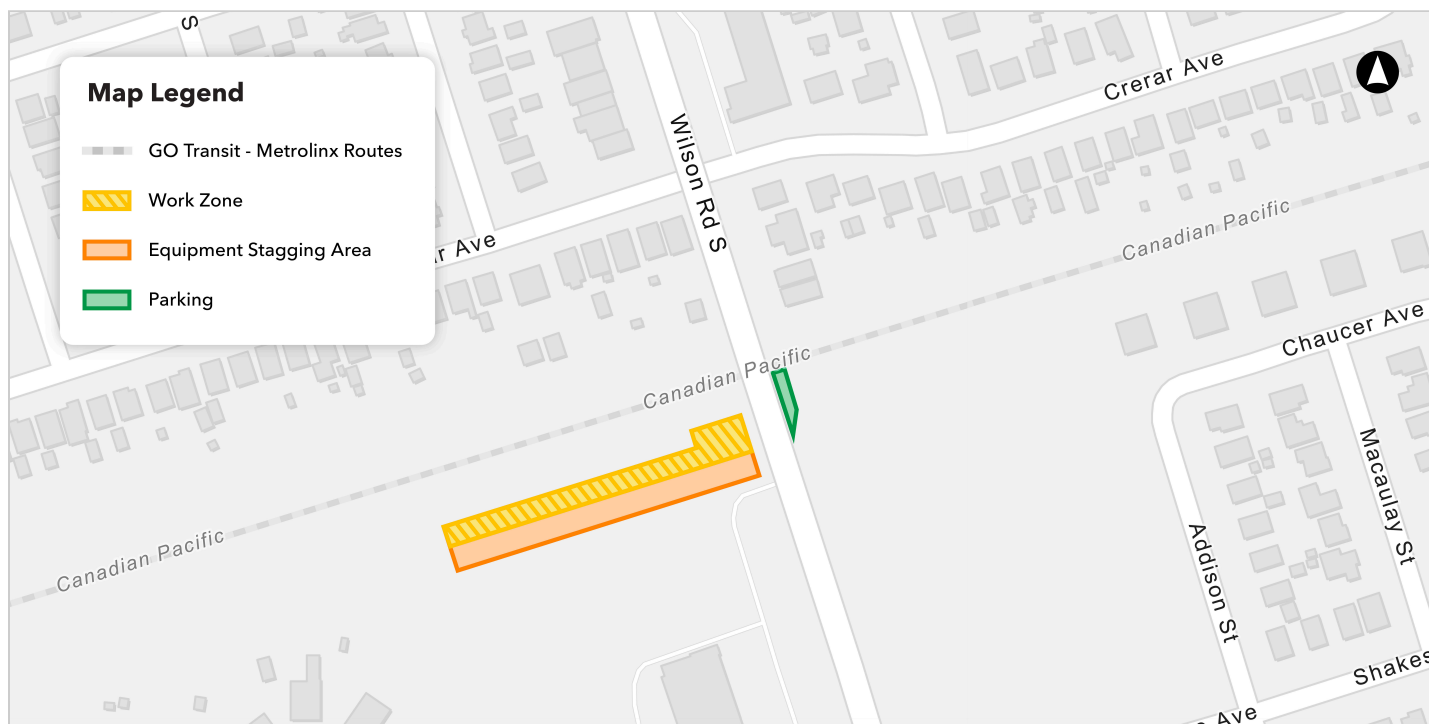 S
Map Legend
GO Transit - Metrolinx Routes
Work Zone
Equipment Stagging Area
Parking
Crerar Ave
Wilson Rd S
Canadian Pacific
r Ave
Chaucer Ave
Canadian Pacific
Macaulay St
Addison St
Canadian Pacific
Shakes
Ave